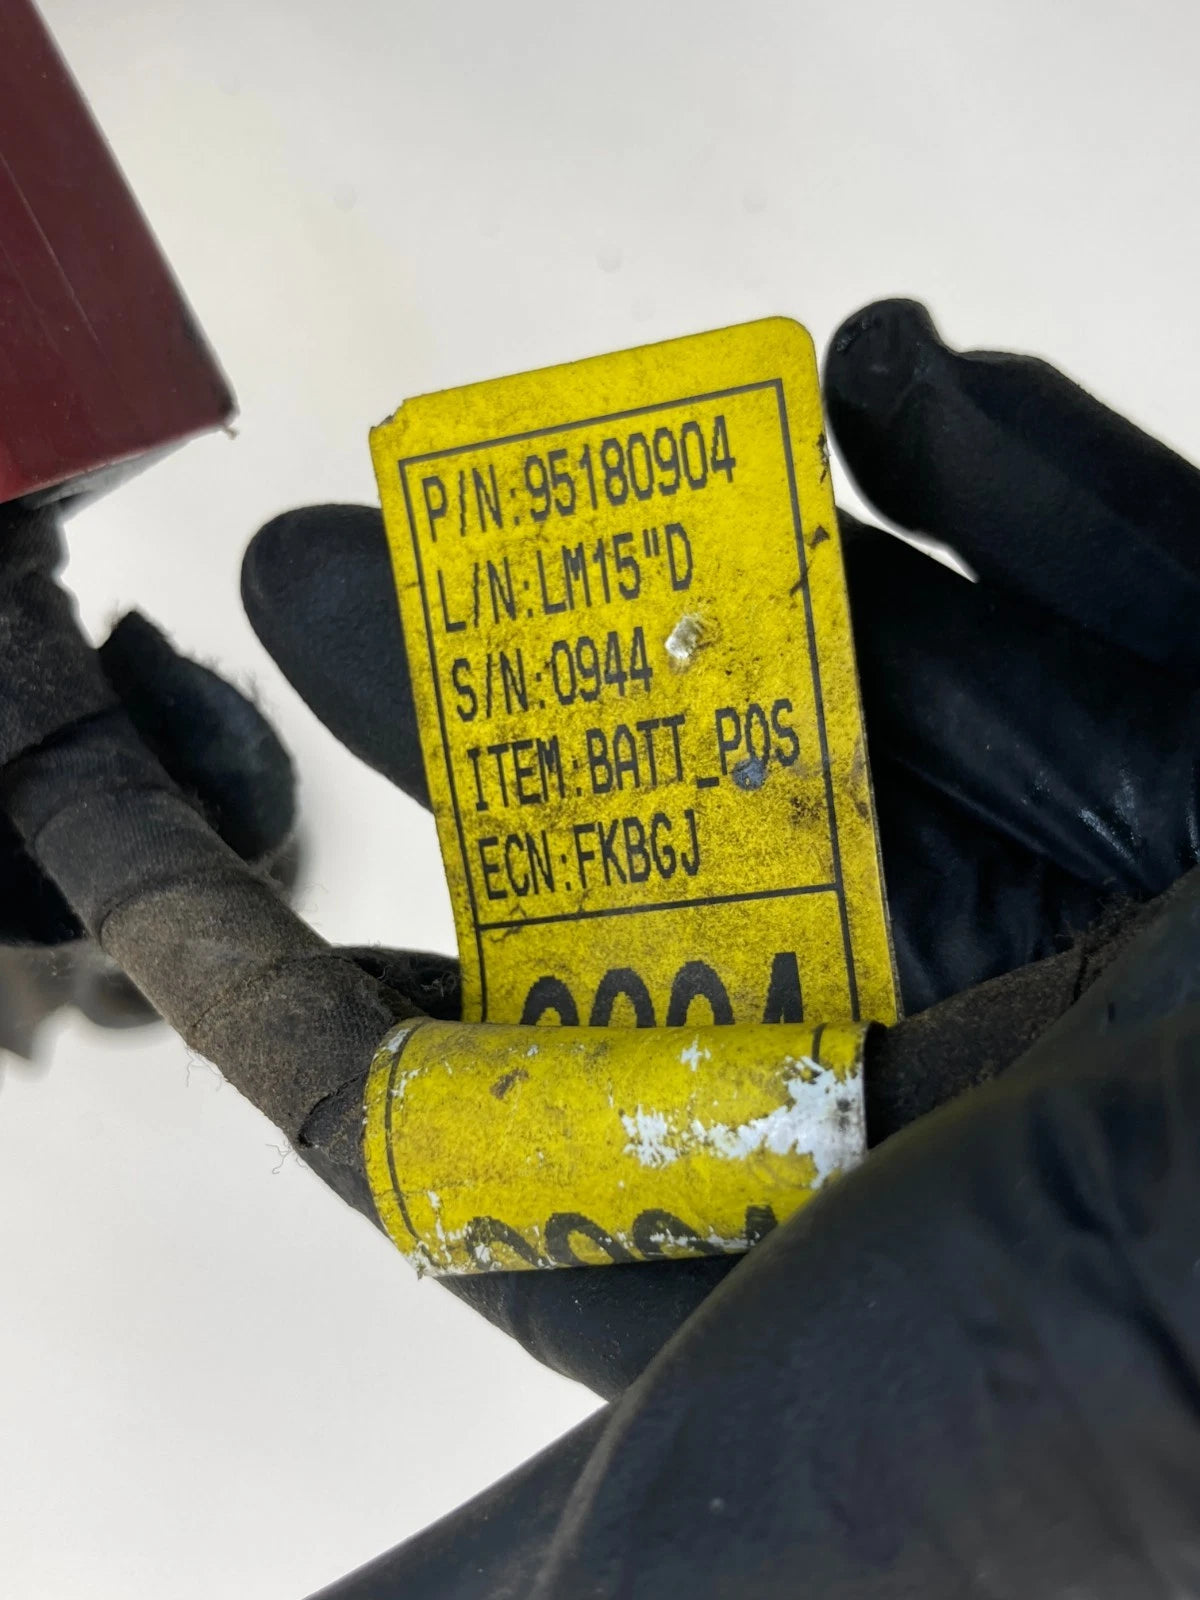 P/N:95180904
L/N:LM15"D
S/N:0944
ITEM:BATT_POS
ECN:FKBGJ